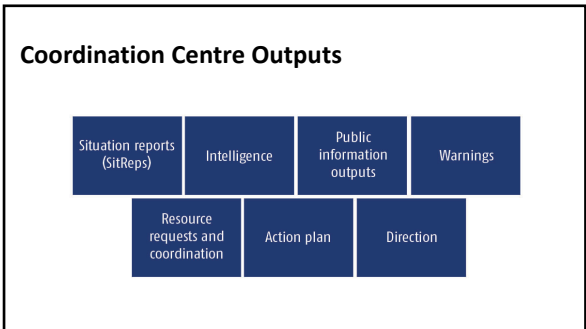 Coordination Centre Outputs
Situation reports
(SitReps)
Intelligence
Public
information
outputs
Warnings
Resource
requests and
coordination
Action plan
Direction